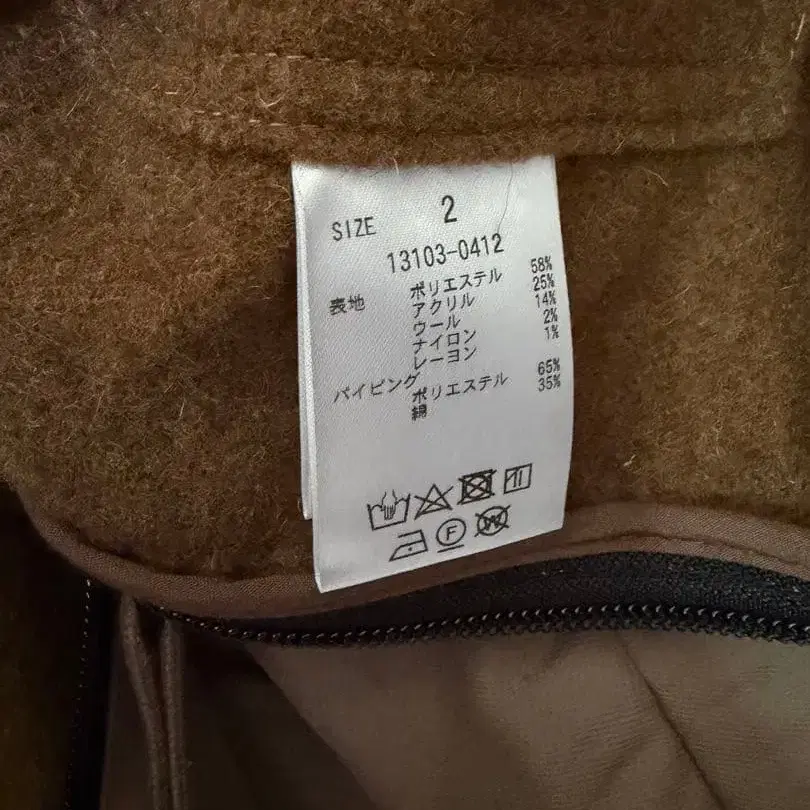 SIZE 2
13103-0412
表地 ポリエステル 58%
アクリル 25%
ウール 14%
ナイロン 2%
レーヨン 1%
パイピング
ポリエステル 65%
綿 35%
F
W